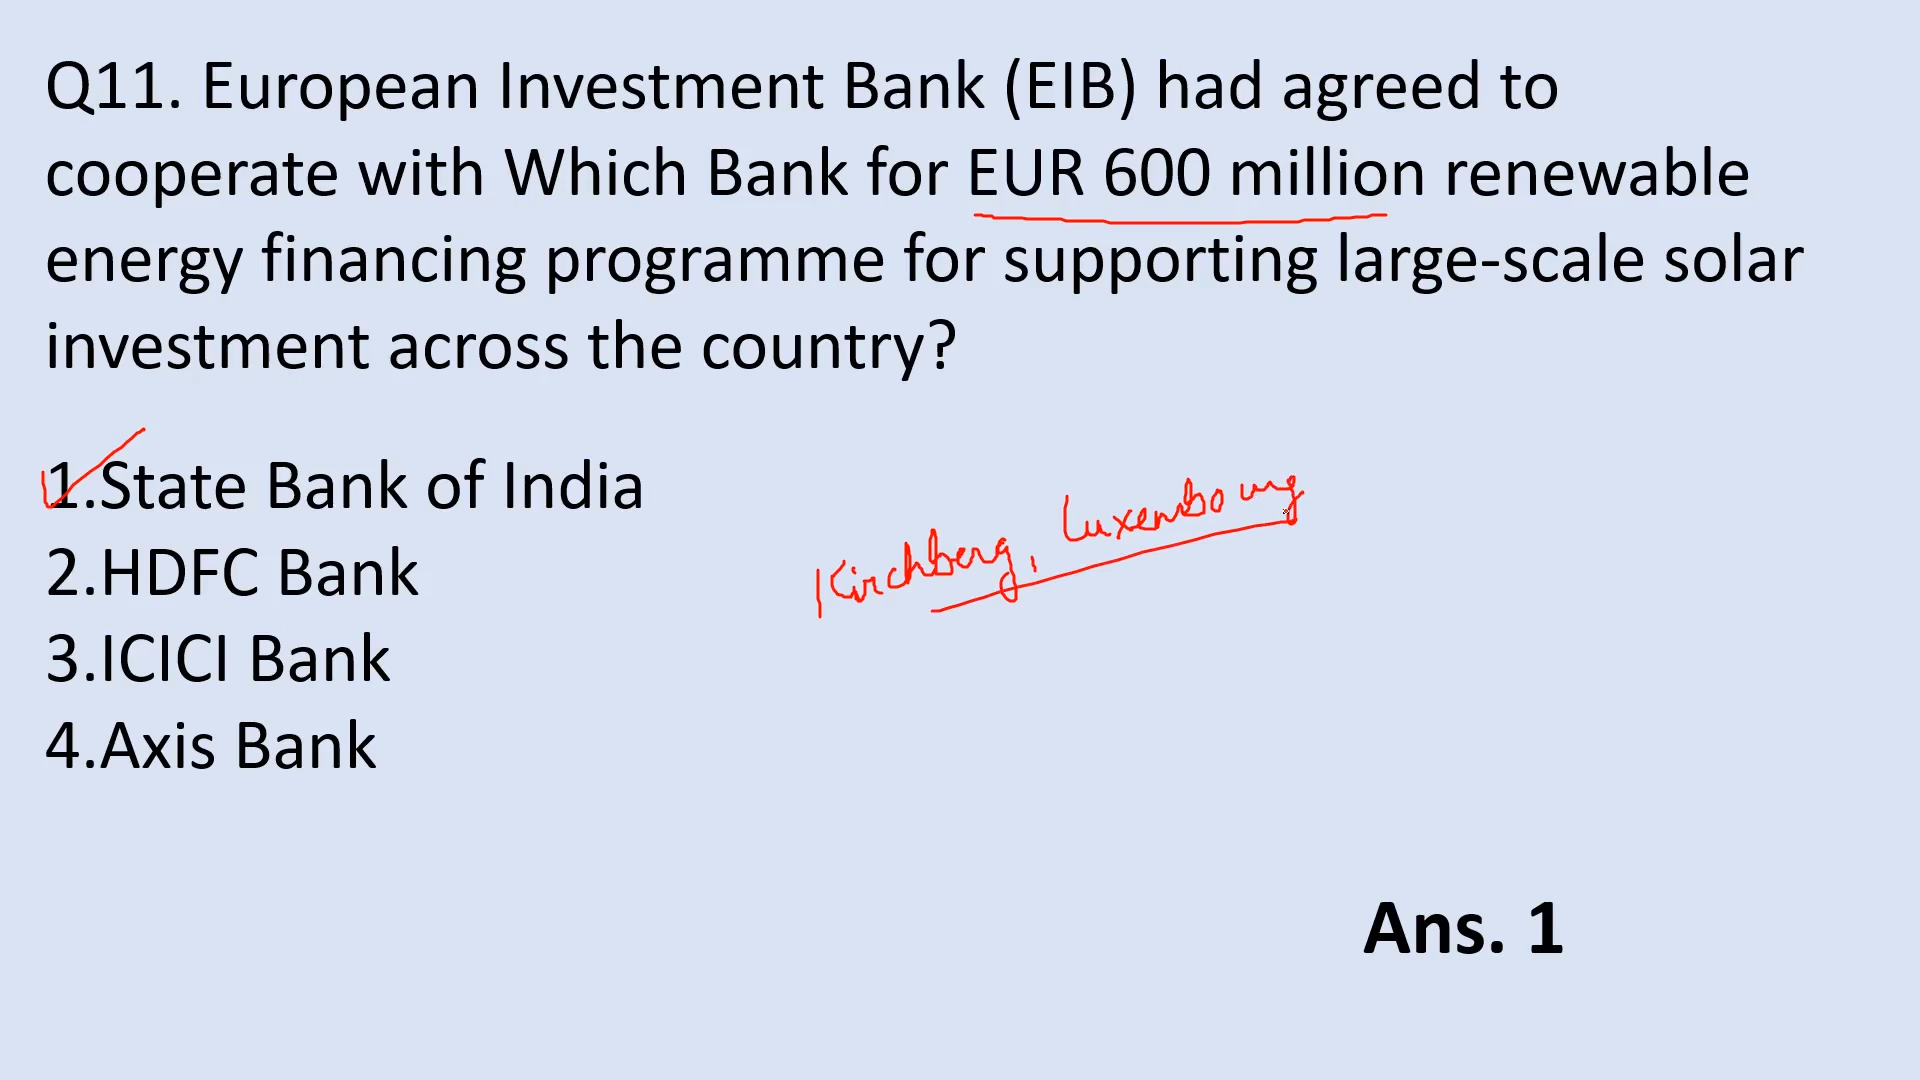 Q11. European Investment Bank (EIB) had agreed to
cooperate with Which Bank for EUR 600 million renewable
energy financing programme for supporting large-scale solar
investment across the country?
1.State Bank of India
2.HDFC Bank
3.ICICI Bank
4.Axis Bank
Kirchberg, Luxembourg
Ans. 1